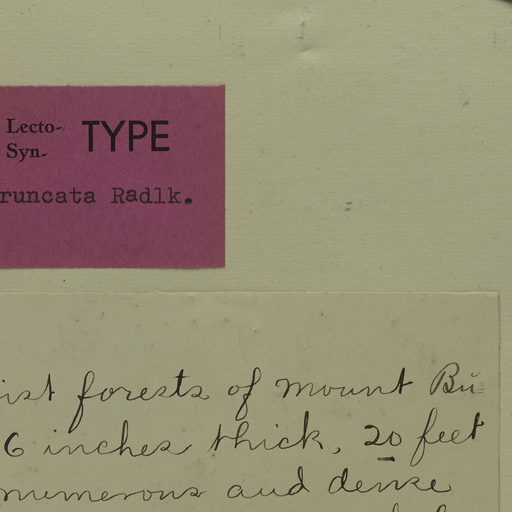 Lecto-
Syn- TYPE
runcata Radlk.
ist forests of mount Bu-
6 inches thick, 20 feet
numerous and dense